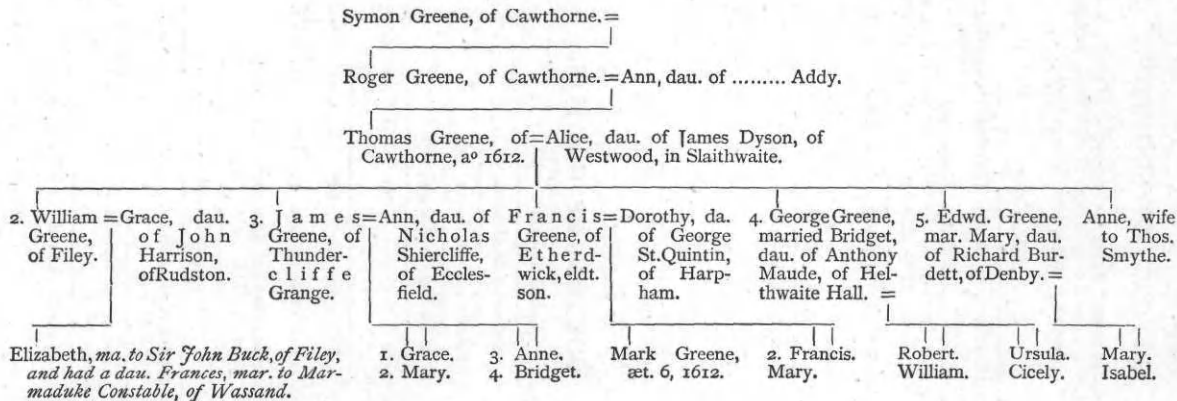 Symon Greene, of Cawthorne.=
Roger Greene, of Cawthorne.=Ann, dau. of ......... Addy.
Thomas Greene, of=Alice, dau. of James Dyson, of
Cawthorne, aº 1612. Westwood, in Slaithwaite.
2. William=Grace, dau.
Greene, of John
of Filey. Harrison,
of Rudston.
3. James=Ann, dau. of
Greene, of Nicholas
Thunder- Shiercliffe,
cliffe of Eccles-
Grange. field.
Francis=Dorothy, da.
Greene, of of George
Etherd- St.Quintin,
wick, eldt. of Harp-
son. ham.
4. George Greene,
married Bridget,
dau. of Anthony
Maude, of Hel-
thwaite Hall. =
5. Edwd. Greene,
mar. Mary, dau.
of Richard Bur-
dett, of Denby. =
Anne, wife
to Thos.
Smythe.
Elizabeth, ma. to Sir John Buck, of Filey,
and had a dau. Frances, mar. to Mar-
maduke Constable, of Wassand.
1. Grace. 3. Anne.
2. Mary. 4. Bridget.
Mark Greene, 2. Francis.
æt. 6, 1612. Mary.
Robert. Ursula.
William. Cicely.
Mary.
Isabel.